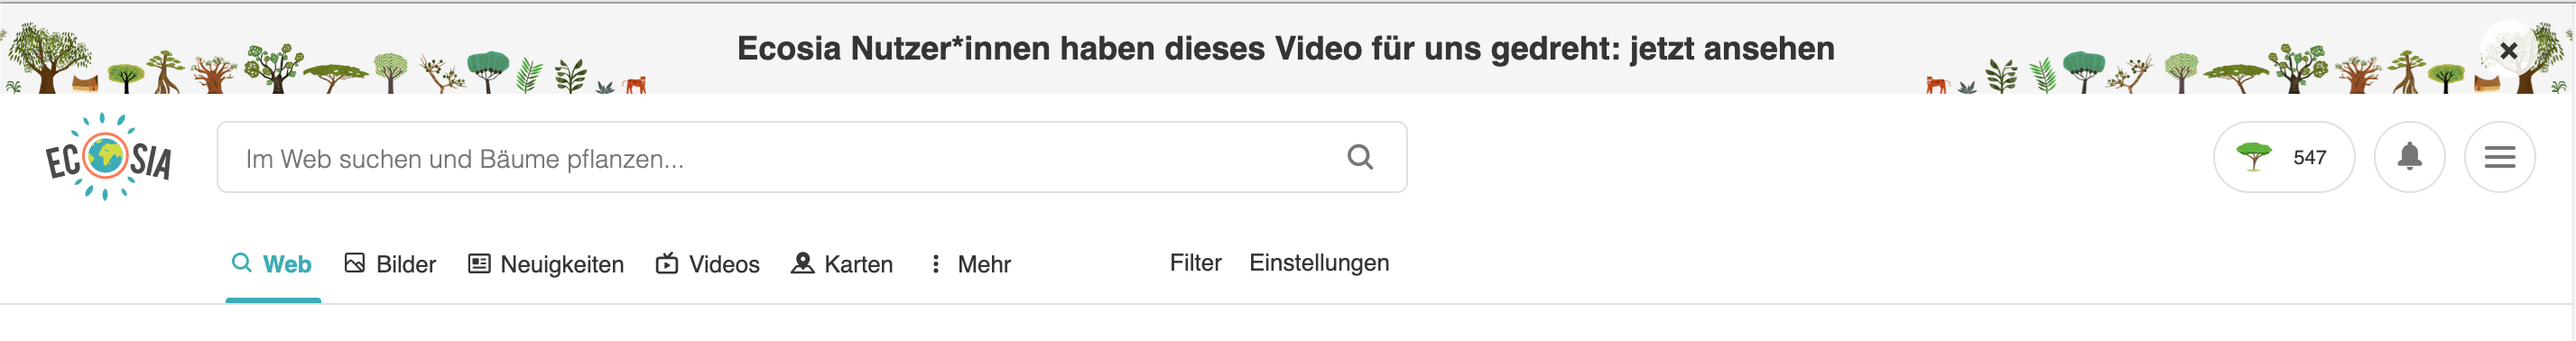 Ecosia Nutzer*innen haben dieses Video für uns gedreht: jetzt ansehen
ECOSIA
Im Web suchen und Bäume pflanzen...
547
Web Bilder Neuigkeiten Videos Karten Mehr Filter Einstellungen